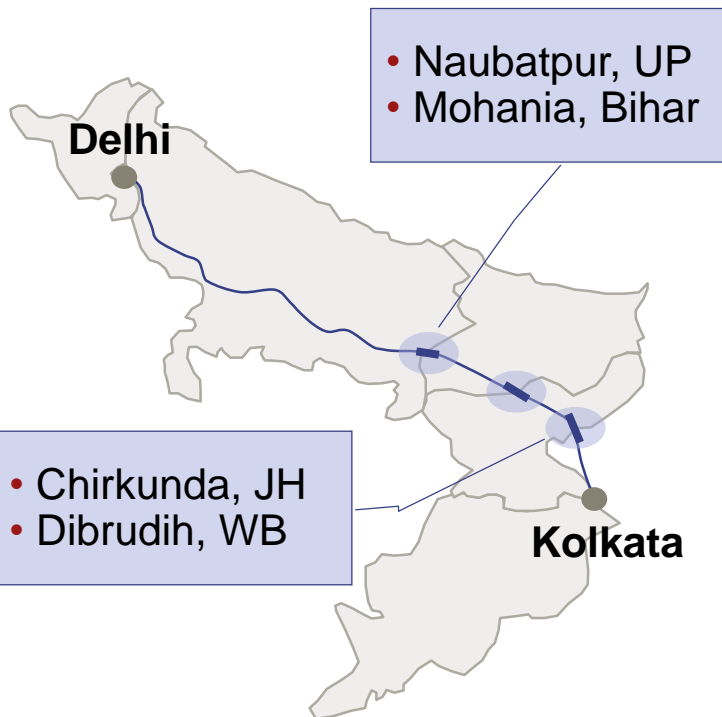 • Naubatpur, UP
• Mohania, Bihar
Delhi
• Chirkunda, JH
• Dibrudih, WB
Kolkata